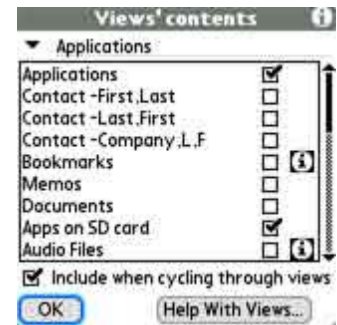 Views' contents
Applications
Applications
Contact -First,Last
Contact -Last,First
Contact -Company,L,F
Bookmarks
Memos
Documents
Apps on SD card
Audio Files
Include when cycling through views
OK Help With Views...